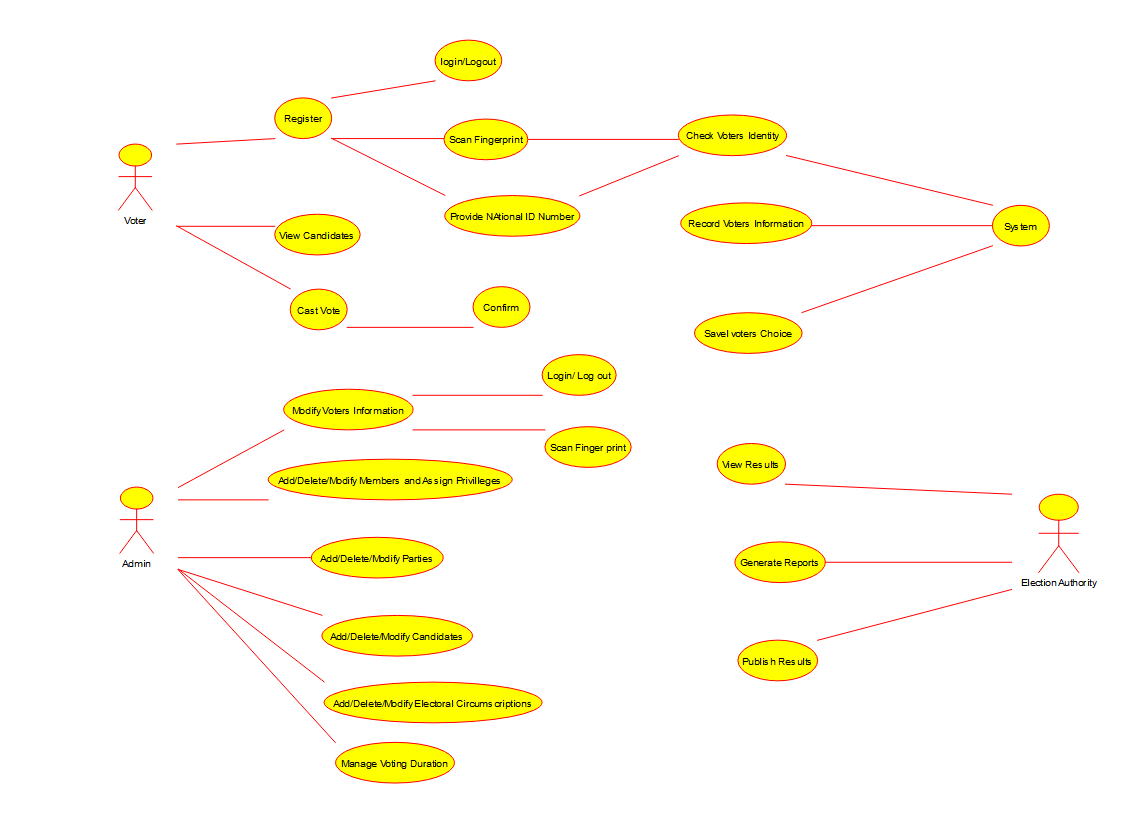 login/Logout
Register
Scan Fingerprint
Check Voters Identity
Voter
Provide NAtional ID Number
Record Voters Information
System
View Candidates
Cast Vote
Confirm
Savel voters Choice
Login/ Log out
Modify Voters Information
Scan Finger print
View Results
Add/Delete/Modify Members and Assign Privilleges
Admin
Add/Delete/Modify Parties
Generate Reports
Election Authority
Add/Delete/Modify Candidates
Publish Results
Add/Delete/Modify Electoral Circumscriptions
Manage Voting Duration